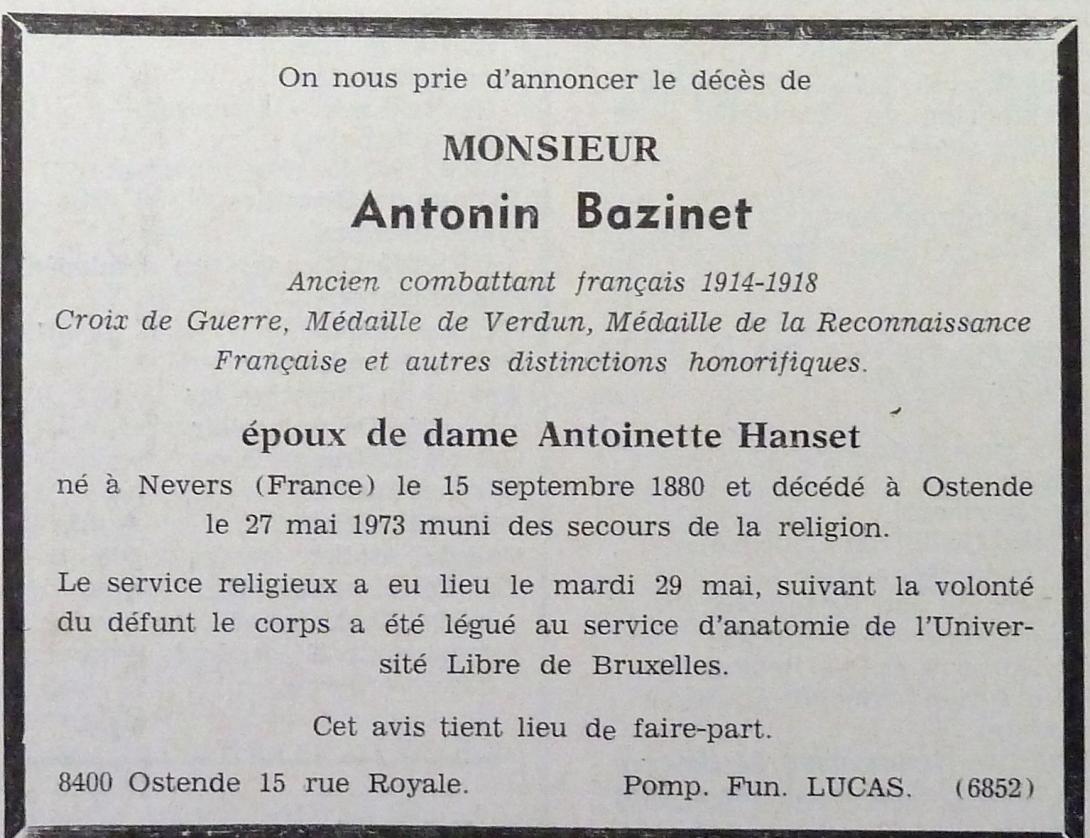 On nous prie d'annoncer le décès de
MONSIEUR
Antonin Bazinet
Ancien combattant français 1914-1918
Croix de Guerre, Médaille de Verdun, Médaille de la Reconnaissance
Française et autres distinctions honorifiques.
époux de dame Antoinette Hanset
né à Nevers (France) le 15 septembre 1880 et décédé à Ostende
le 27 mai 1973 muni des secours de la religion.
Le service religieux a eu lieu le mardi 29 mai, suivant la volonté
du défunt le corps a été légué au service d'anatomie de l'Univer-
sité Libre de Bruxelles.
Cet avis tient lieu de faire-part.
8400 Ostende 15 rue Royale. Pomp. Fun. LUCAS. (6852)